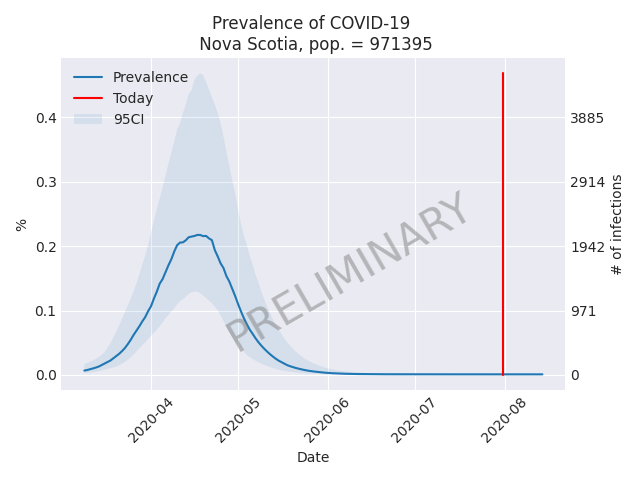 Prevalence of COVID-19
Nova Scotia, pop. = 971395
Prevalence
Today
95CI
0.4
0.3
0.2
0.1
0.0
%
3885
2914
1942
971
0
# of infections
PRELIMINARY
2020-04
2020-05
2020-06
2020-07
2020-08
Date